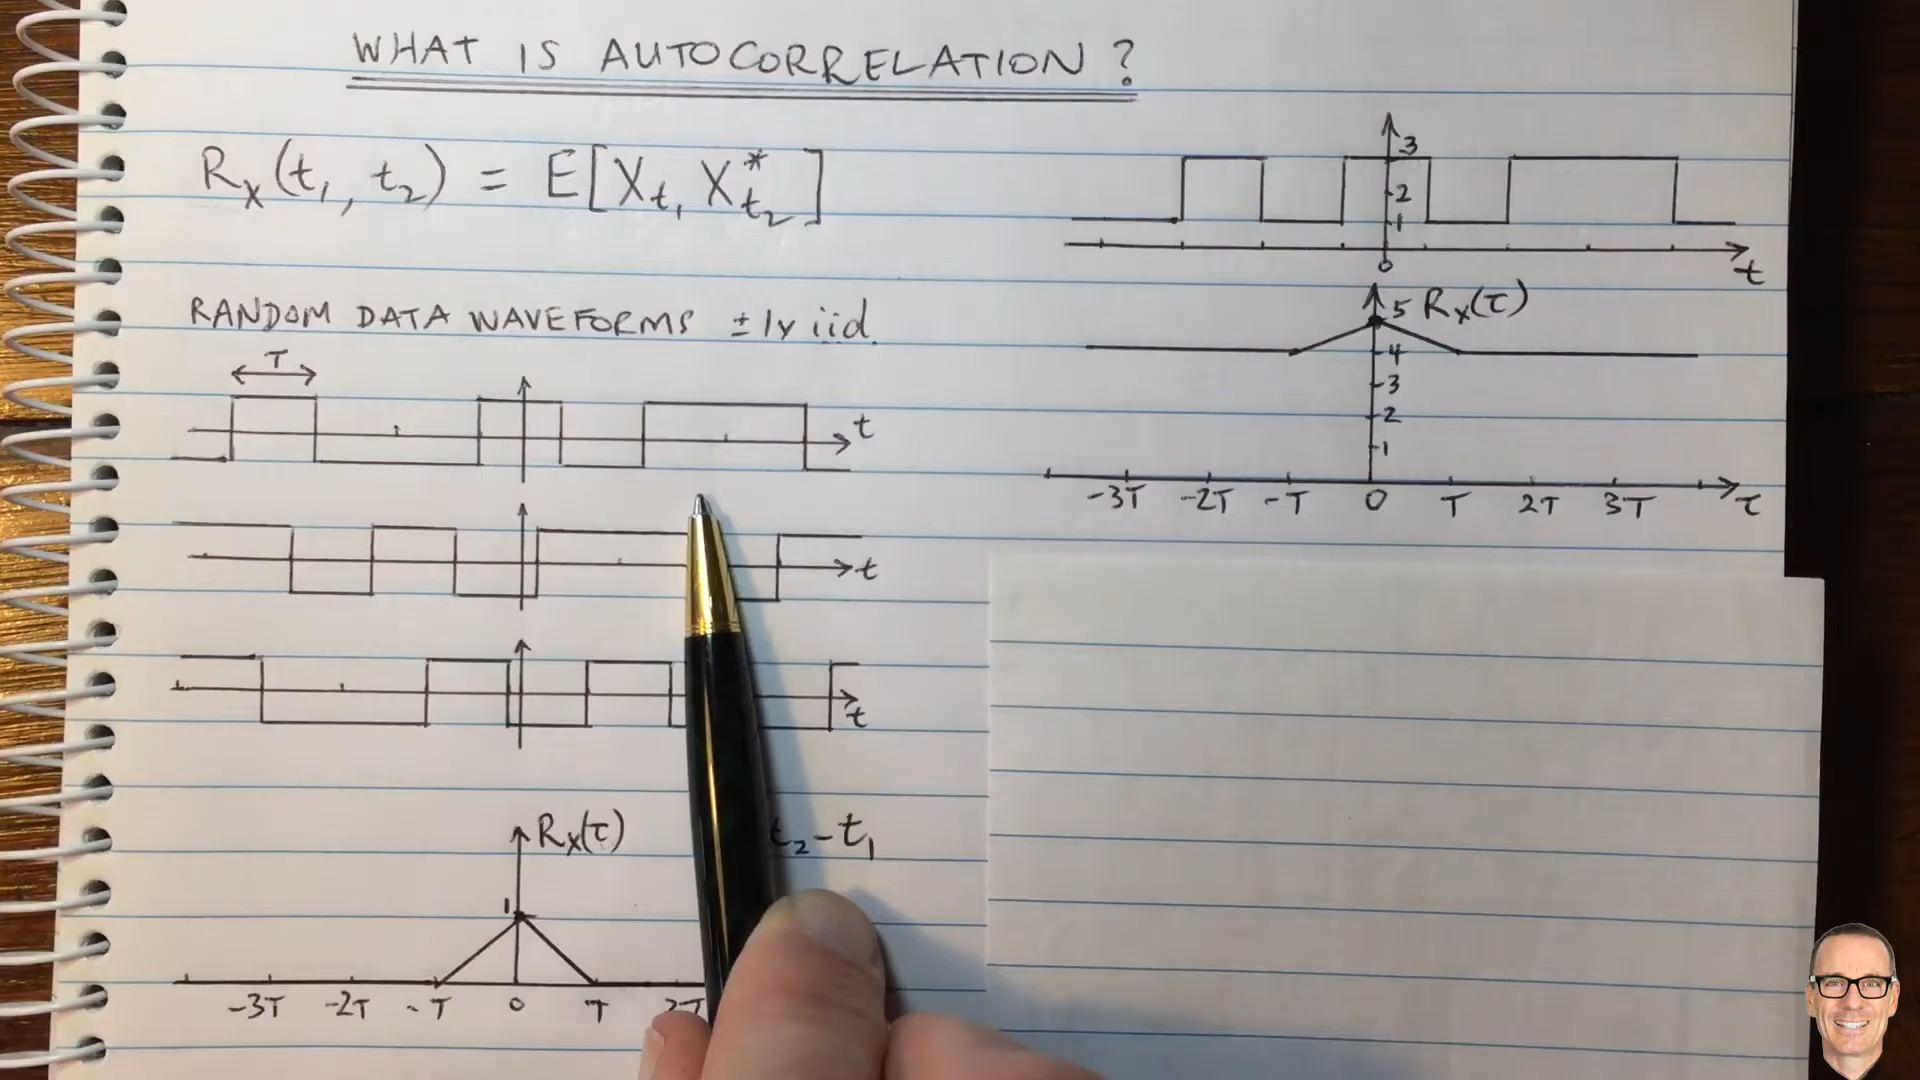 WHAT IS AUTOCORRELATION ?
Rx(t1, t2) = E[Xt1 X*t2]
RANDOM DATA WAVEFORMS ±1V iid.
T
t
t
t
Rx(τ)
t2-t1
1
-3T -2T -T 0 T 2T
3
2
1
0
t
5 Rx(τ)
4
3
2
1
-3T -2T -T 0 T 2T 3T τ